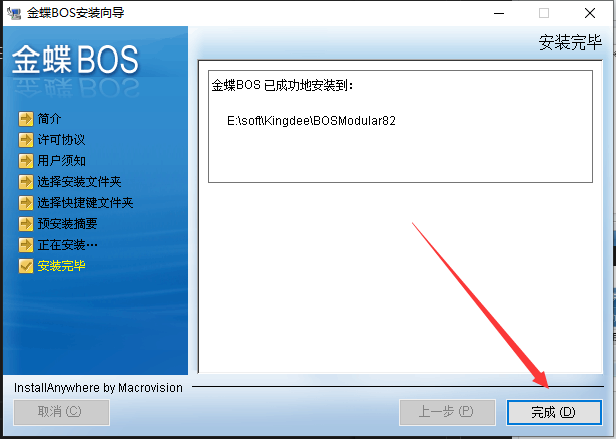 金蝶BOS安装向导
安装完毕
金蝶BOS
简介
许可协议
用户须知
选择安装文件夹
选择快捷键文件夹
预安装摘要
正在安装…
安装完毕
金蝶BOS 已成功地安装到：
E:\soft\Kingdee\BOSModular82
InstallAnywhere by Macrovision
取消 (C)
上一步 (P)
完成 (D)